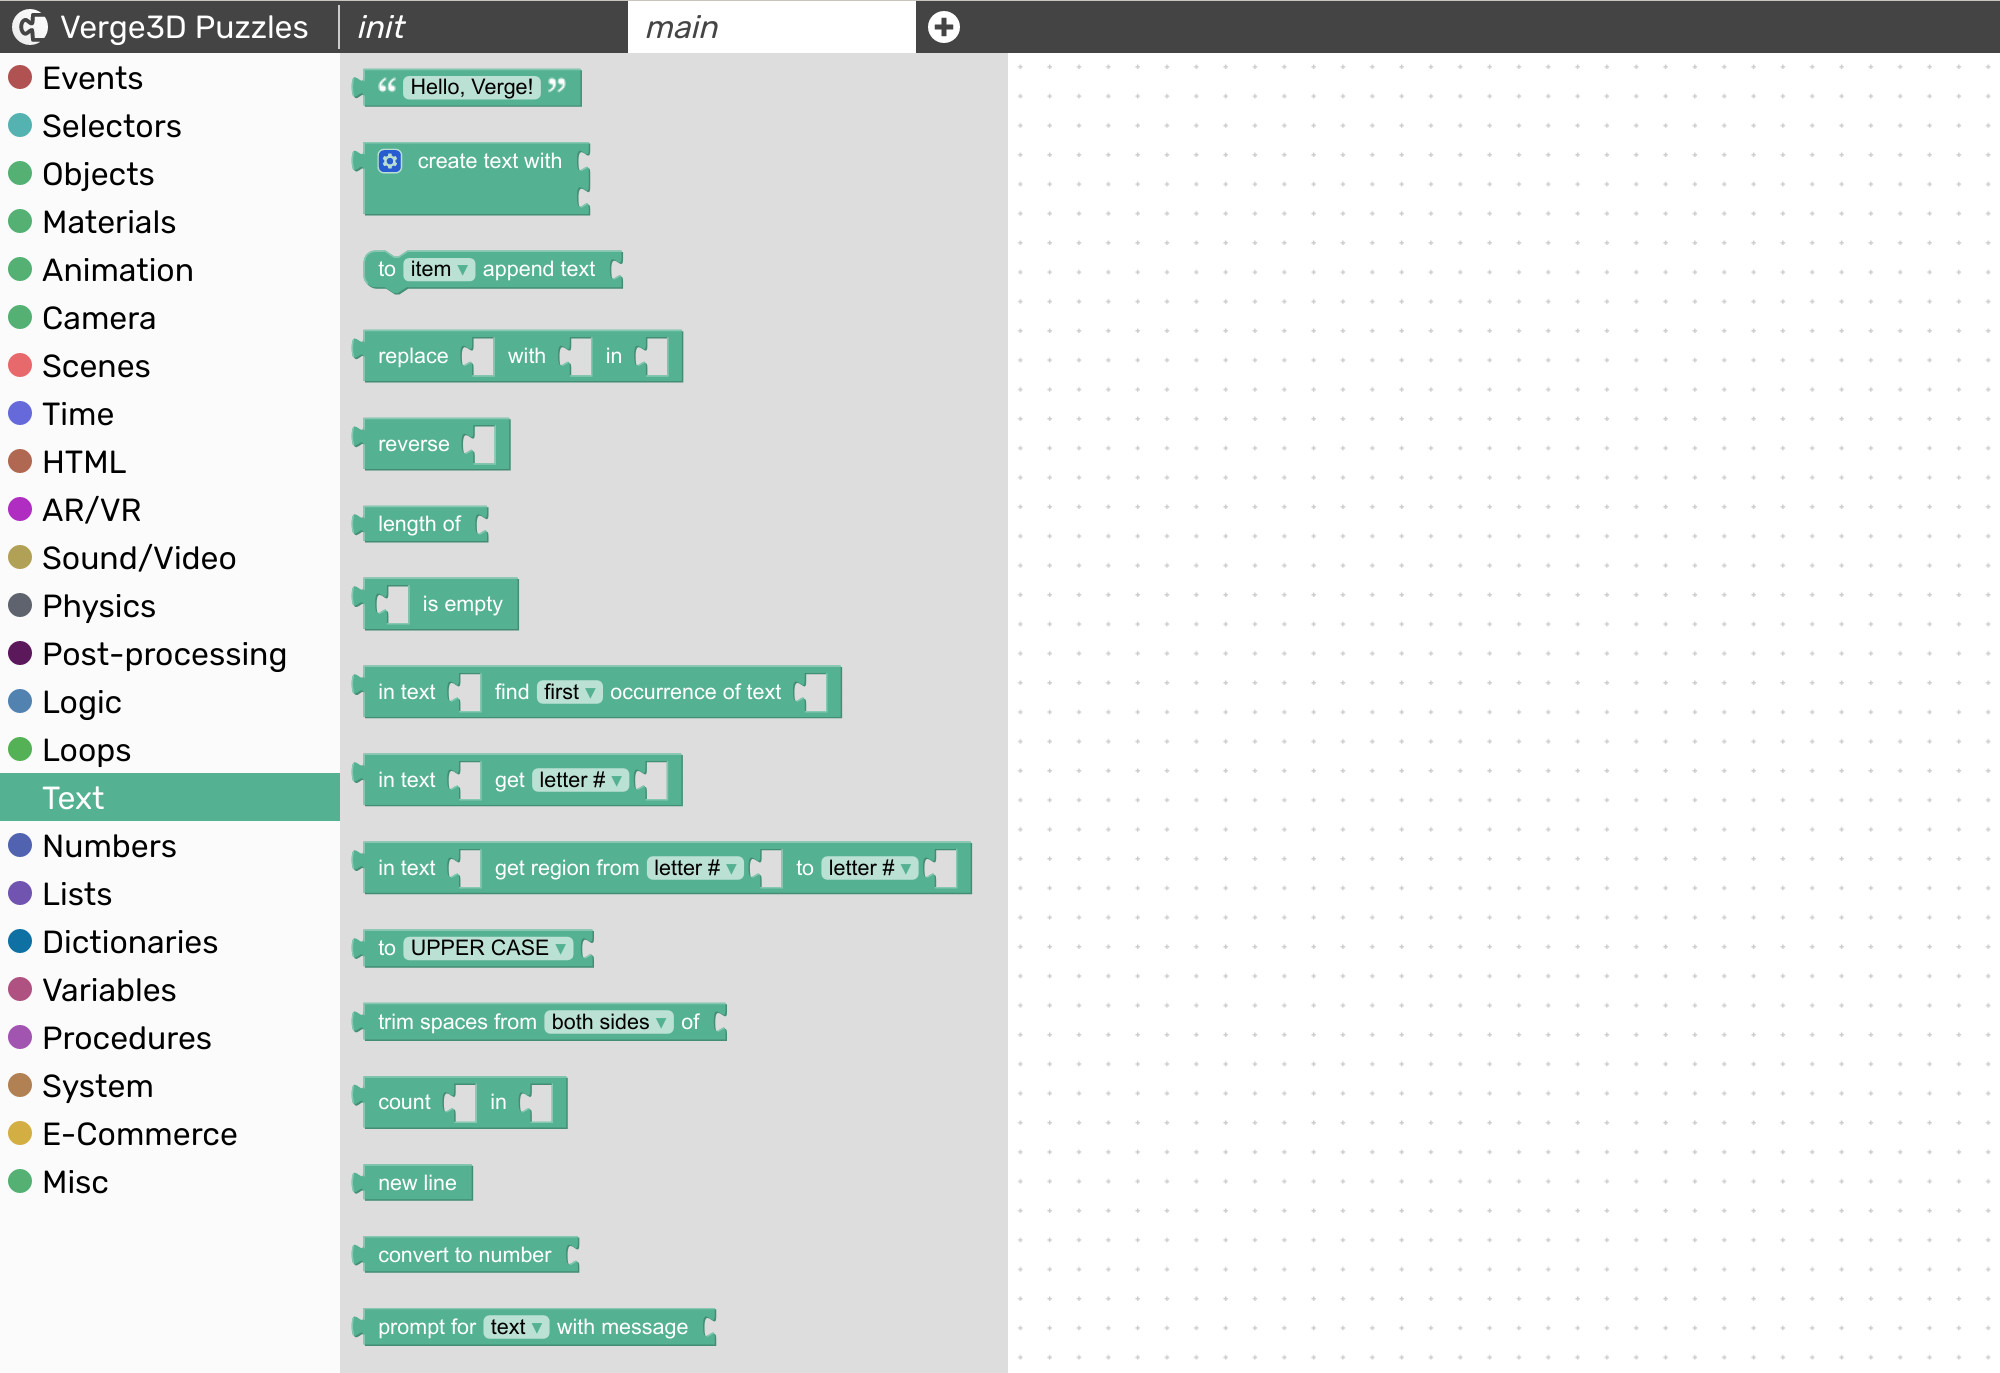 Verge3D Puzzles
init
main
Events
Selectors
Objects
Materials
Animation
Camera
Scenes
Time
HTML
AR/VR
Sound/Video
Physics
Post-processing
Logic
Loops
Text
Numbers
Lists
Dictionaries
Variables
Procedures
System
E-Commerce
Misc
“ Hello, Verge! ”
create text with
to item ▾ append text
replace with in
reverse
length of
is empty
in text find first ▾ occurrence of text
in text get letter # ▾
in text get region from letter # ▾ to letter # ▾
to UPPER CASE ▾
trim spaces from both sides ▾ of
count in
new line
convert to number
prompt for text ▾ with message